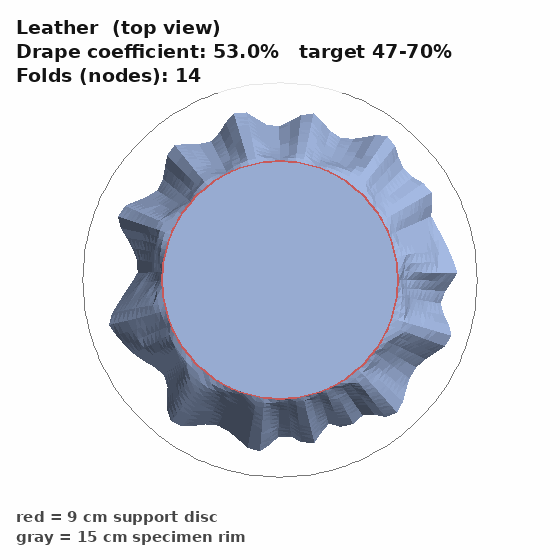 Leather  (top view)
Drape coefficient: 53.0%   target 47-70%
Folds (nodes): 14
red = 9 cm support disc
gray = 15 cm specimen rim